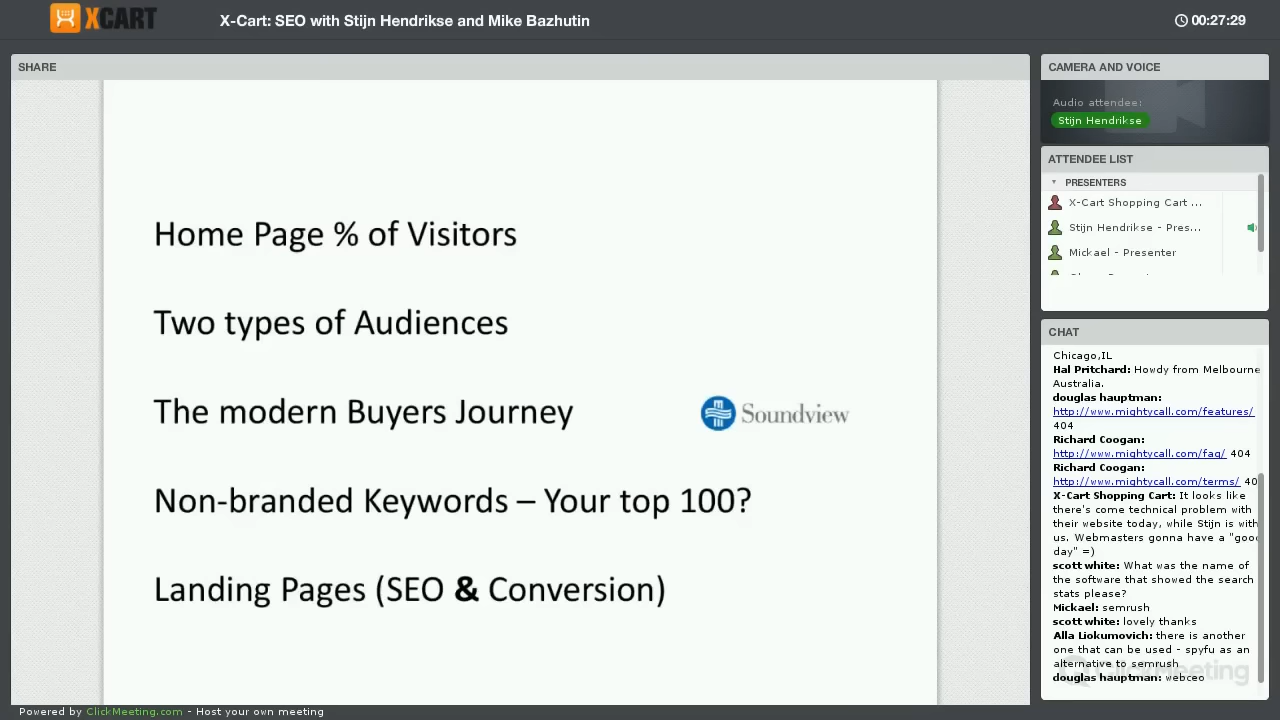 XCART
X-Cart: SEO with Stijn Hendrikse and Mike Bazhutin
00:27:29
SHARE
Home Page % of Visitors
Two types of Audiences
The modern Buyers Journey
Soundview
Non-branded Keywords – Your top 100?
Landing Pages (SEO & Conversion)
CAMERA AND VOICE
Audio attendee:
Stijn Hendrikse
ATTENDEE LIST
PRESENTERS
X-Cart Shopping Cart ...
Stijn Hendrikse - Pres...
Mickael - Presenter
CHAT
Chicago,IL
Hal Pritchard: Howdy from Melbourne
Australia.
douglas hauptman:
http://www.mightycall.com/features/
404
Richard Coogan:
http://www.mightycall.com/faq/ 404
Richard Coogan:
http://www.mightycall.com/terms/ 40
X-Cart Shopping Cart: It looks like
there's come technical problem with
their website today, while Stijn is with
us. Webmasters gonna have a "good
day" =)
scott white: What was the name of
the software that showed the search
stats please?
Mickael: semrush
scott white: lovely thanks
Alla Liokumovich: there is another
one that can be used - spyfu as an
alternative to semrush
douglas hauptman: webceo
ClickMeeting
Powered by ClickMeeting.com - Host your own meeting